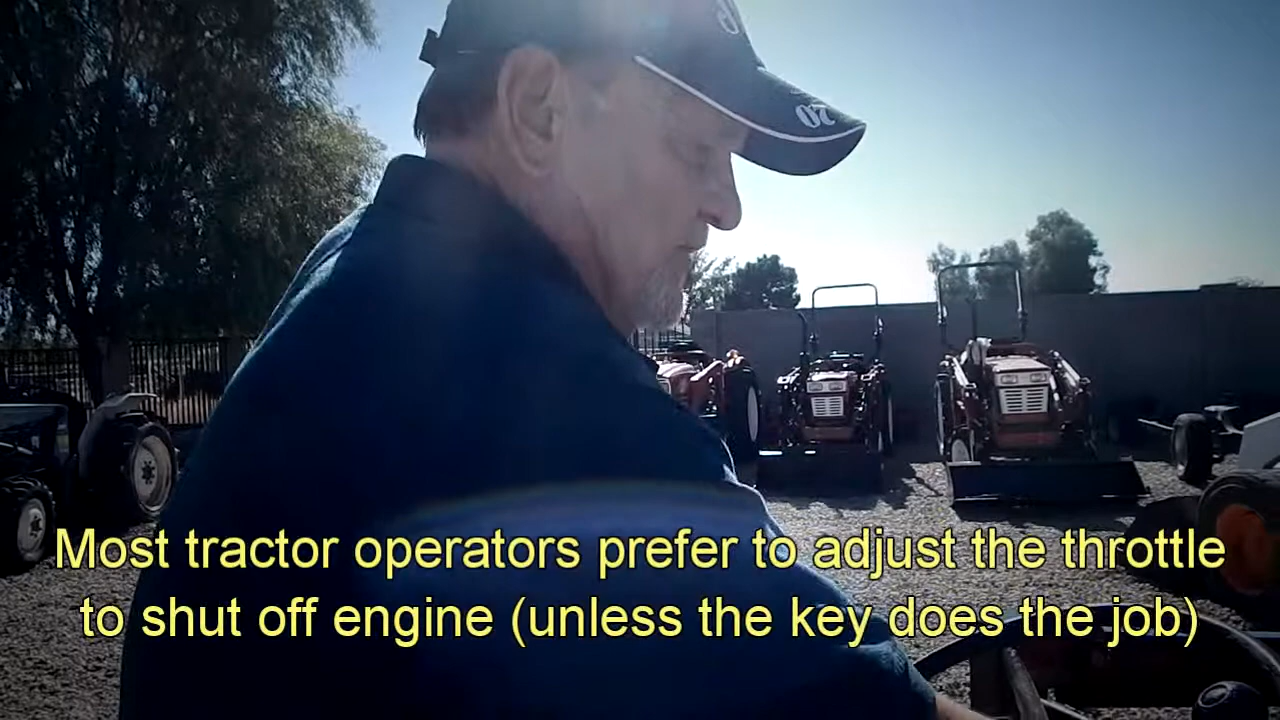 Most tractor operators prefer to adjust the throttle
to shut off engine (unless the key does the job)